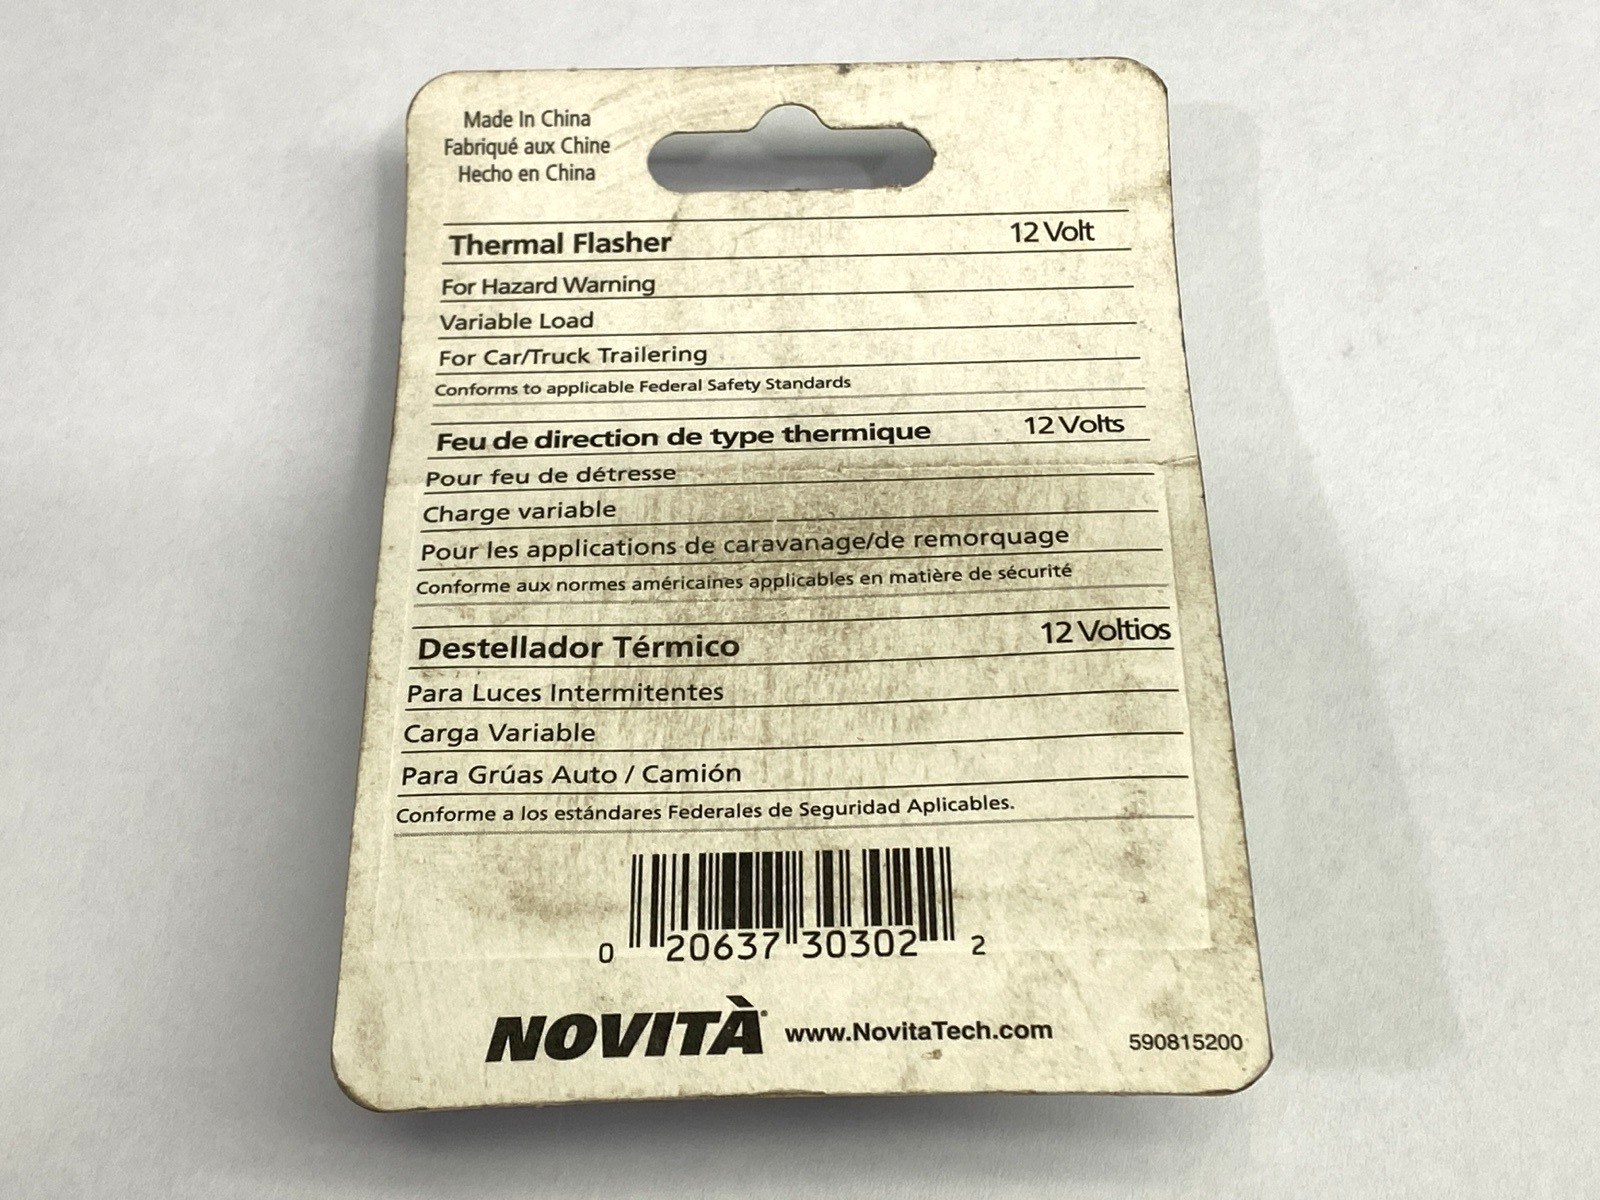 Made In China
Fabriqué aux Chine
Hecho en China
Thermal Flasher 12 Volt
For Hazard Warning
Variable Load
For Car/Truck Trailering
Conforms to applicable Federal Safety Standards
Feu de direction de type thermique 12 Volts
Pour feu de détresse
Charge variable
Pour les applications de caravanage/de remorquage
Conforme aux normes américaines applicables en matière de sécurité
Destellador Térmico 12 Voltios
Para Luces Intermitentes
Carga Variable
Para Grúas Auto / Camión
Conforme a los estándares Federales de Seguridad Aplicables.
0 20637 30302 2
NOVITÀ® www.NovitaTech.com 590815200